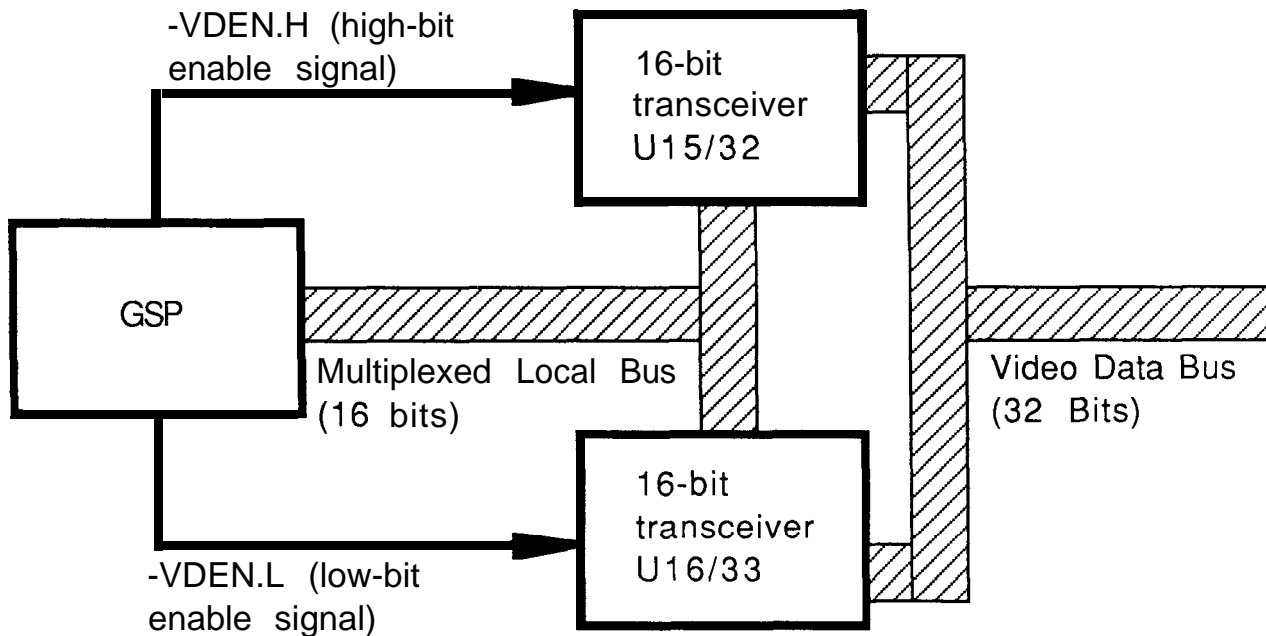 -VDEN.H (high-bit
enable signal)
16-bit
transceiver
U15/32
GSP
Multiplexed Local Bus
(16 bits)
Video Data Bus
(32 Bits)
16-bit
transceiver
U16/33
-VDEN.L (low-bit
enable signal)